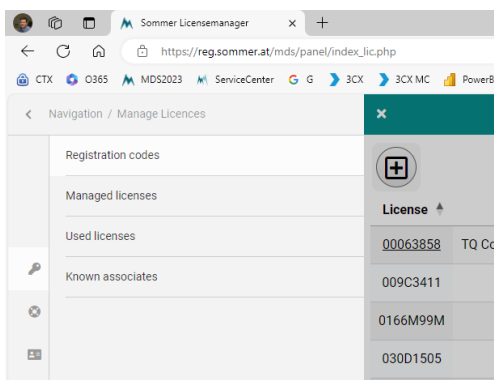 Sommer Licensemanager
https://reg.sommer.at/mds/panel/index_lic.php
CTX O365 MDS2023 ServiceCenter G 3CX 3CX MC PowerB
Navigation / Manage Licences
Registration codes
Managed licenses
Used licenses
Known associates
License
00063858 TQ Co
009C3411
0166M99M
030D1505